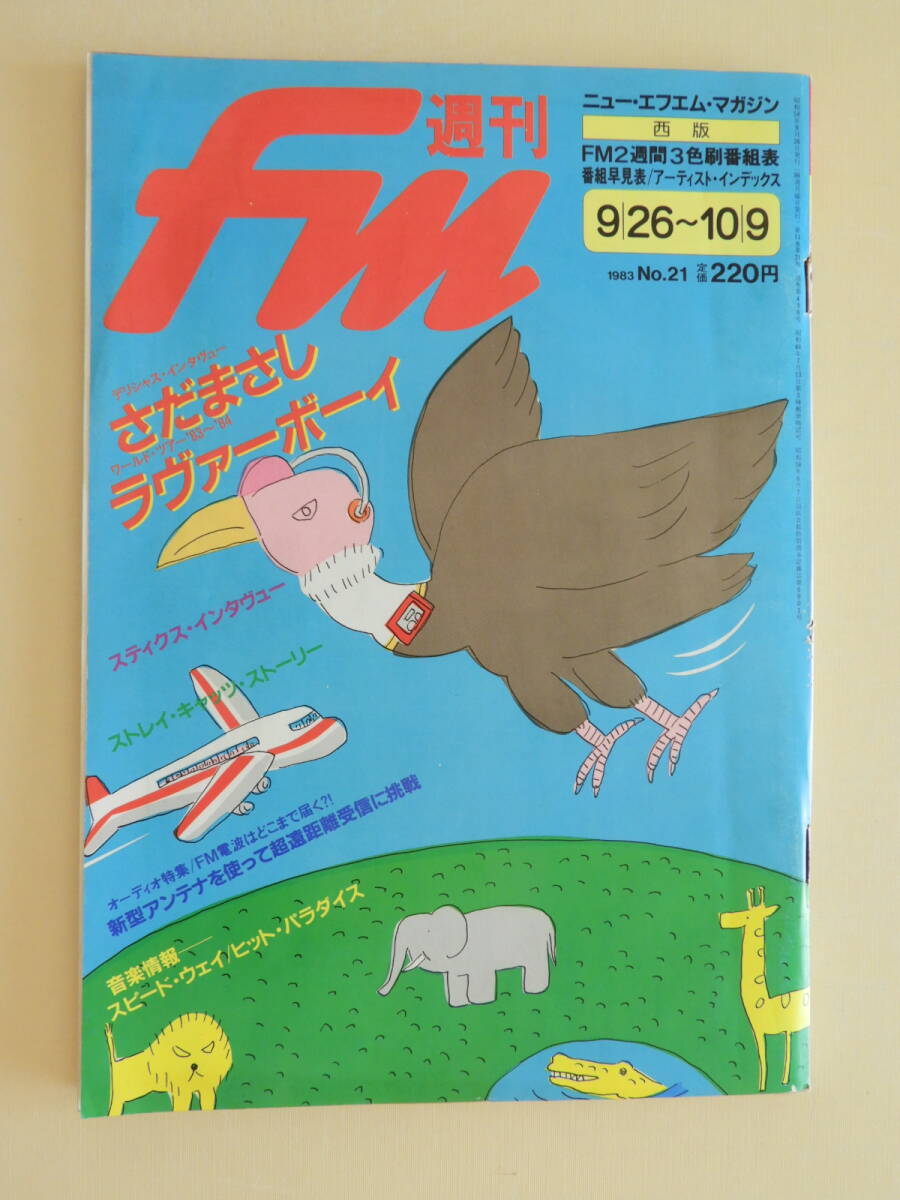 週刊
fm
ニュー・エフエム・マガジン
西版
FM2週間3色刷番組表
番組早見表/アーティスト・インデックス
9|26〜10|9
1983 No.21 定価220円
デリシャス・インタヴュー
さだまさし
ワールド・ツアー'83〜'84
ラヴァーボーイ
スティクス・インタヴュー
ストレイ・キャッツ・ストーリー
オーディオ特集/FM電波はどこまで届く?!
新型アンテナを使って超遠距離受信に挑戦
音楽情報──
スピード・ウェイ/ヒット・パラダイス